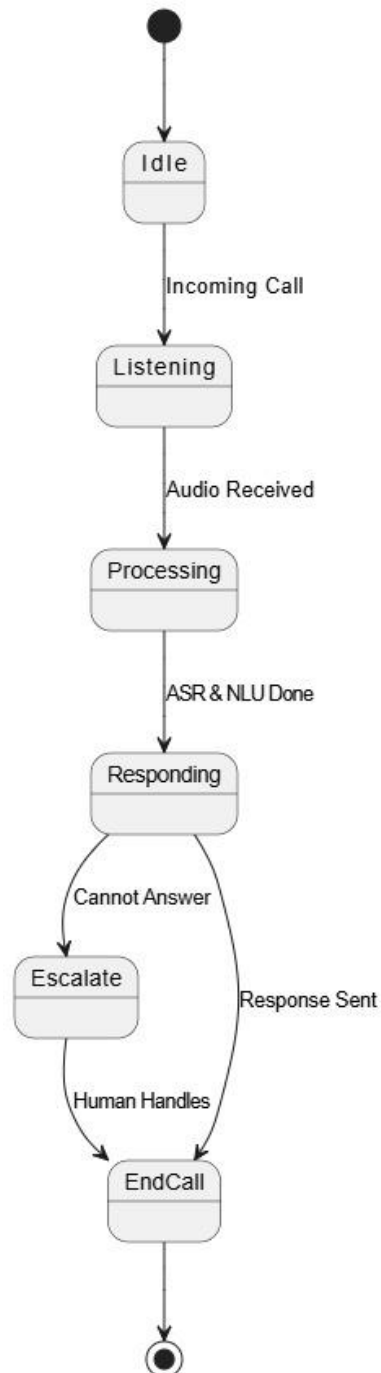 Idle
Incoming Call
Listening
Audio Received
Processing
ASR & NLU Done
Responding
Cannot Answer
Escalate
Response Sent
Human Handles
EndCall